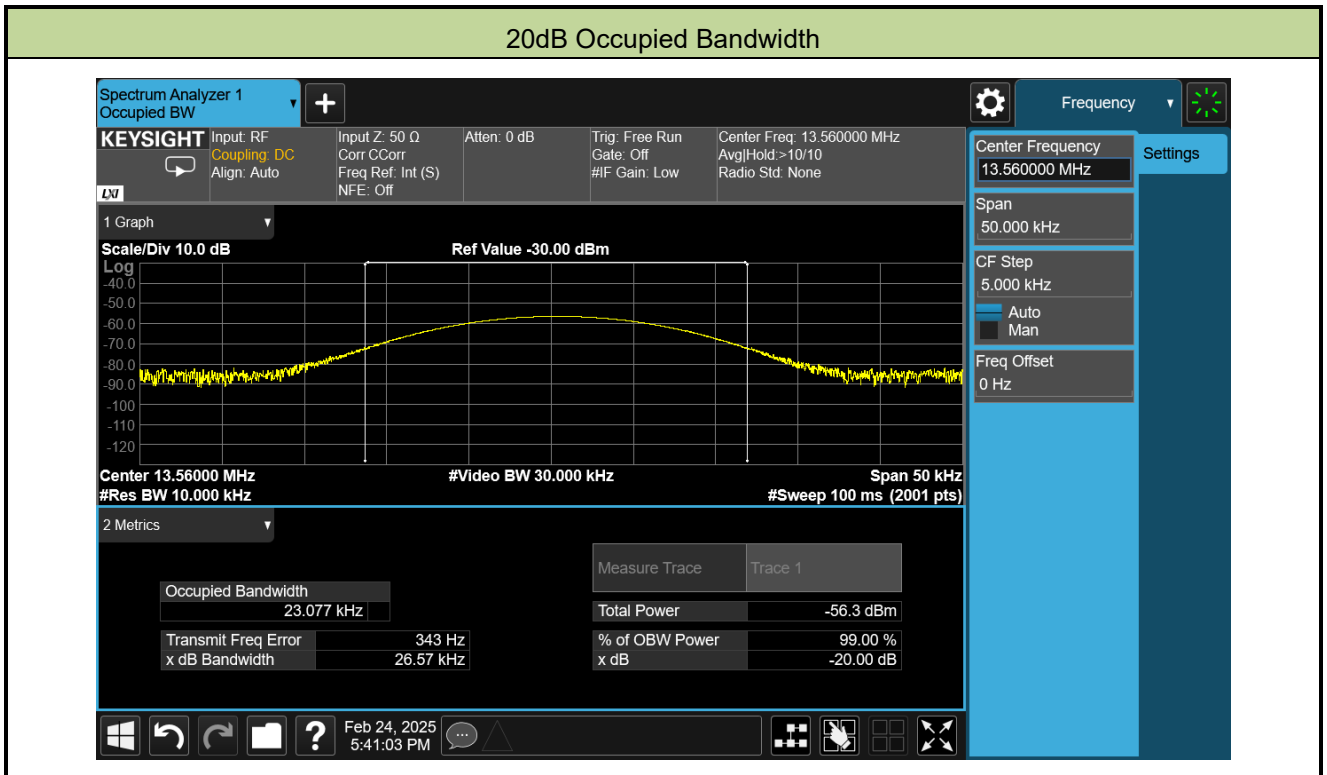 20dB Occupied Bandwidth
Spectrum Analyzer 1
Occupied BW
Frequency
KEYSIGHT
LXI
Input: RF
Coupling: DC
Align: Auto
Input Z: 50 Ω
Corr CCorr
Freq Ref: Int (S)
NFE: Off
Atten: 0 dB
Trig: Free Run
Gate: Off
#IF Gain: Low
Center Freq: 13.560000 MHz
Avg|Hold:>10/10
Radio Std: None
Center Frequency
13.560000 MHz
Settings
Span
50.000 kHz
CF Step
5.000 kHz
Auto
Man
Freq Offset
0 Hz
1 Graph
Scale/Div 10.0 dB
Ref Value -30.00 dBm
Log
-40.0
-50.0
-60.0
-70.0
-80.0
-90.0
-100
-110
-120
Center 13.56000 MHz
#Video BW 30.000 kHz
Span 50 kHz
#Res BW 10.000 kHz
#Sweep 100 ms (2001 pts)
2 Metrics
Measure Trace Trace 1
Occupied Bandwidth
23.077 kHz
Total Power -56.3 dBm
Transmit Freq Error 343 Hz
% of OBW Power 99.00 %
x dB Bandwidth 26.57 kHz
x dB -20.00 dB
?
Feb 24, 2025
5:41:03 PM